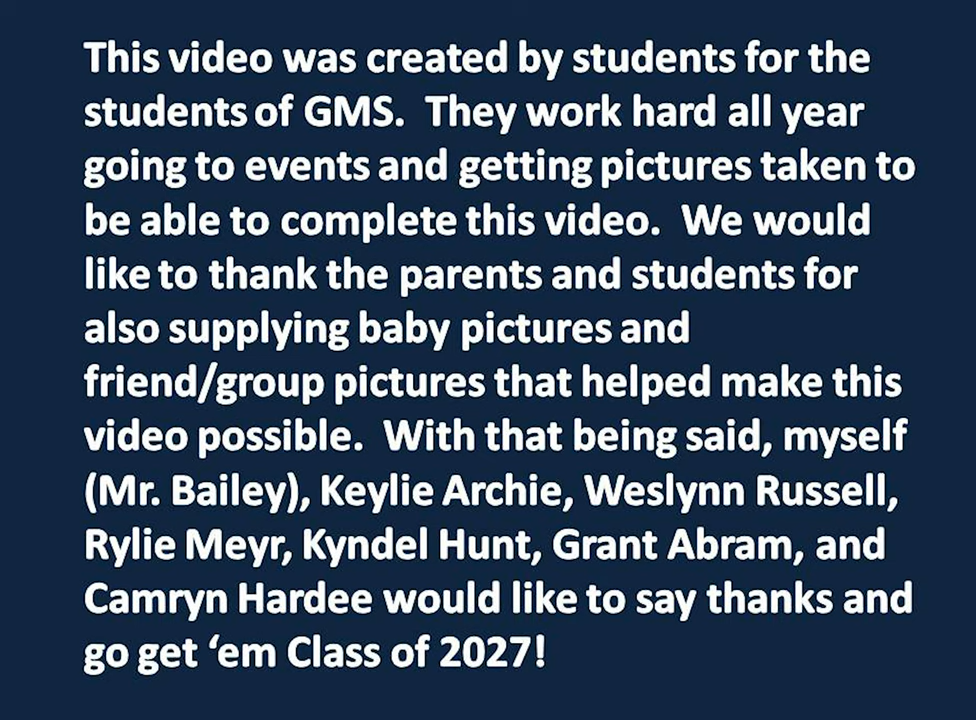 This video was created by students for the
students of GMS.  They work hard all year
going to events and getting pictures taken to
be able to complete this video.  We would
like to thank the parents and students for
also supplying baby pictures and
friend/group pictures that helped make this
video possible.  With that being said, myself
(Mr. Bailey), Keylie Archie, Weslynn Russell,
Rylie Meyr, Kyndel Hunt, Grant Abram, and
Camryn Hardee would like to say thanks and
go get ‘em Class of 2027!